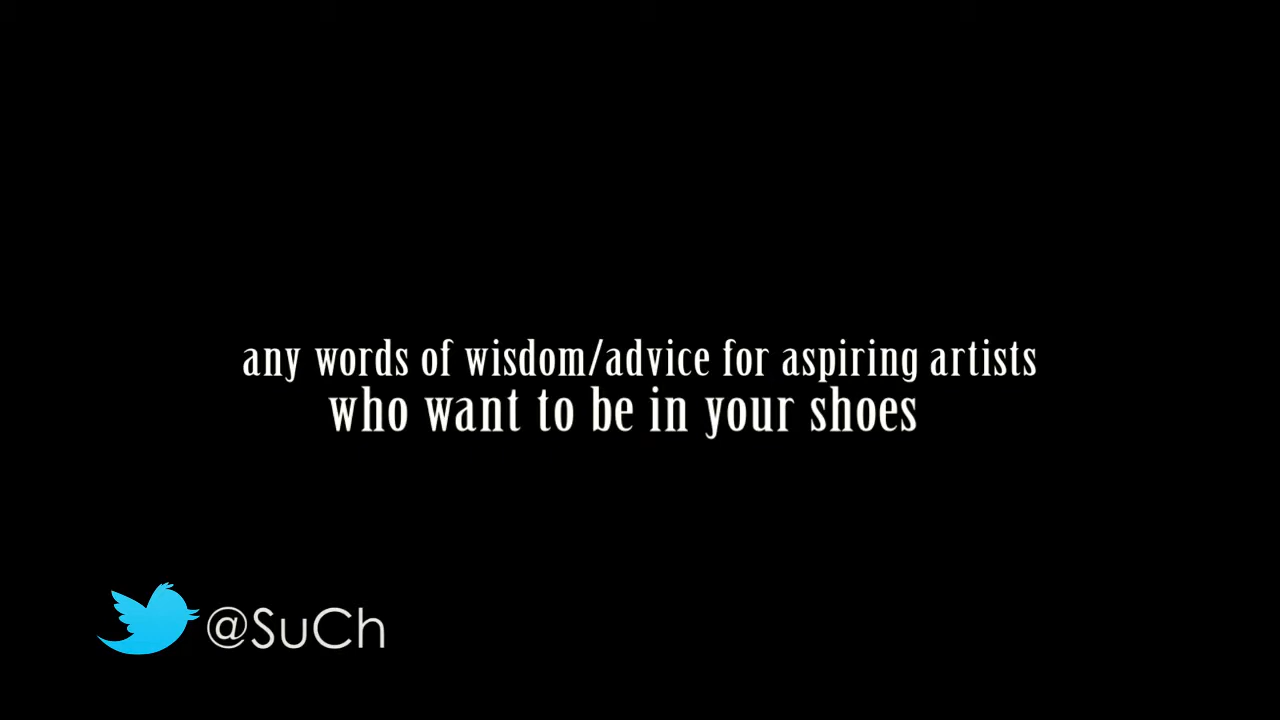 any words of wisdom/advice for aspiring artists
who want to be in your shoes
@SuCh